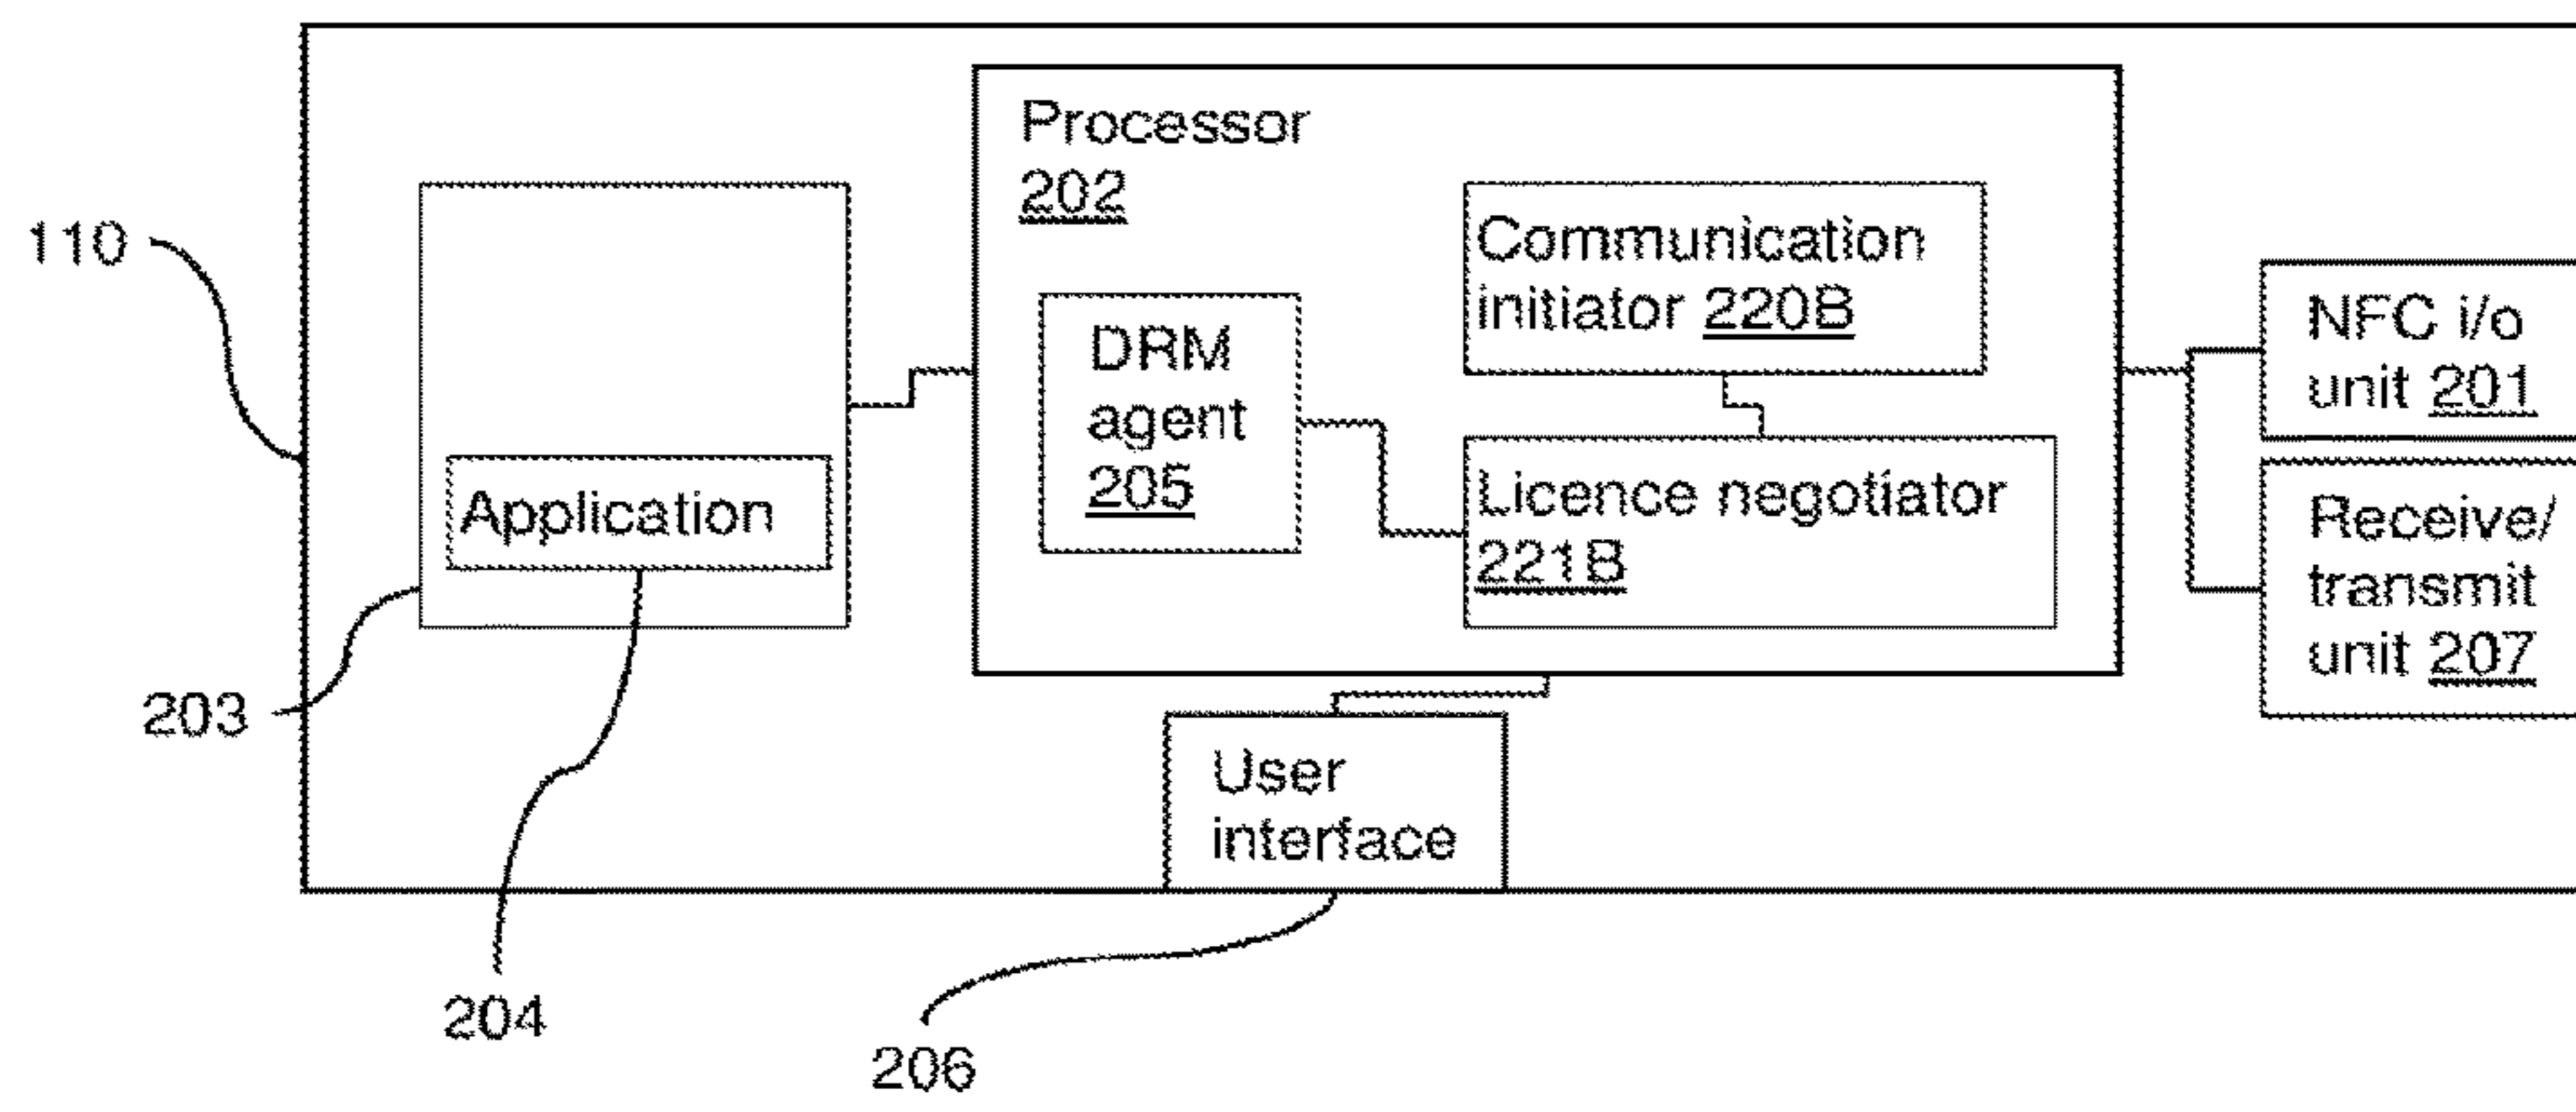 Processor
202
110
Communication
initiator 220B
DRM
agent
205
NFC i/o
unit 201
Application
Licence negotiator
221B
Receive/
transmit
unit 207
203
User
interface
204
206